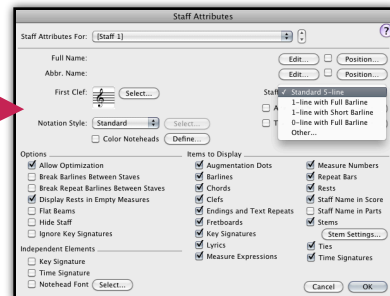 Staff Attributes
Staff Attributes For: [Staff 1]
?
Full Name: Edit... Position...
Abbr. Name: Edit... Position...
First Clef: Select... Staff Standard 5-line
1-line with Full Barline
1-line with Short Barline
0-line with Full Barline
Other...
Notation Style: Standard Select...
Color Noteheads Define...
Options
Allow Optimization
Break Barlines Between Staves
Break Repeat Barlines Between Staves
Display Rests in Empty Measures
Flat Beams
Hide Staff
Ignore Key Signatures
Independent Elements
Key Signature
Time Signature
Notehead Font Select...
Items to Display
Augmentation Dots
Barlines
Chords
Clefs
Endings and Text Repeats
Fretboards
Key Signatures
Lyrics
Measure Expressions
Measure Numbers
Repeat Bars
Rests
Staff Name in Score
Staff Name in Parts
Stems
Stem Settings...
Ties
Time Signatures
Cancel OK